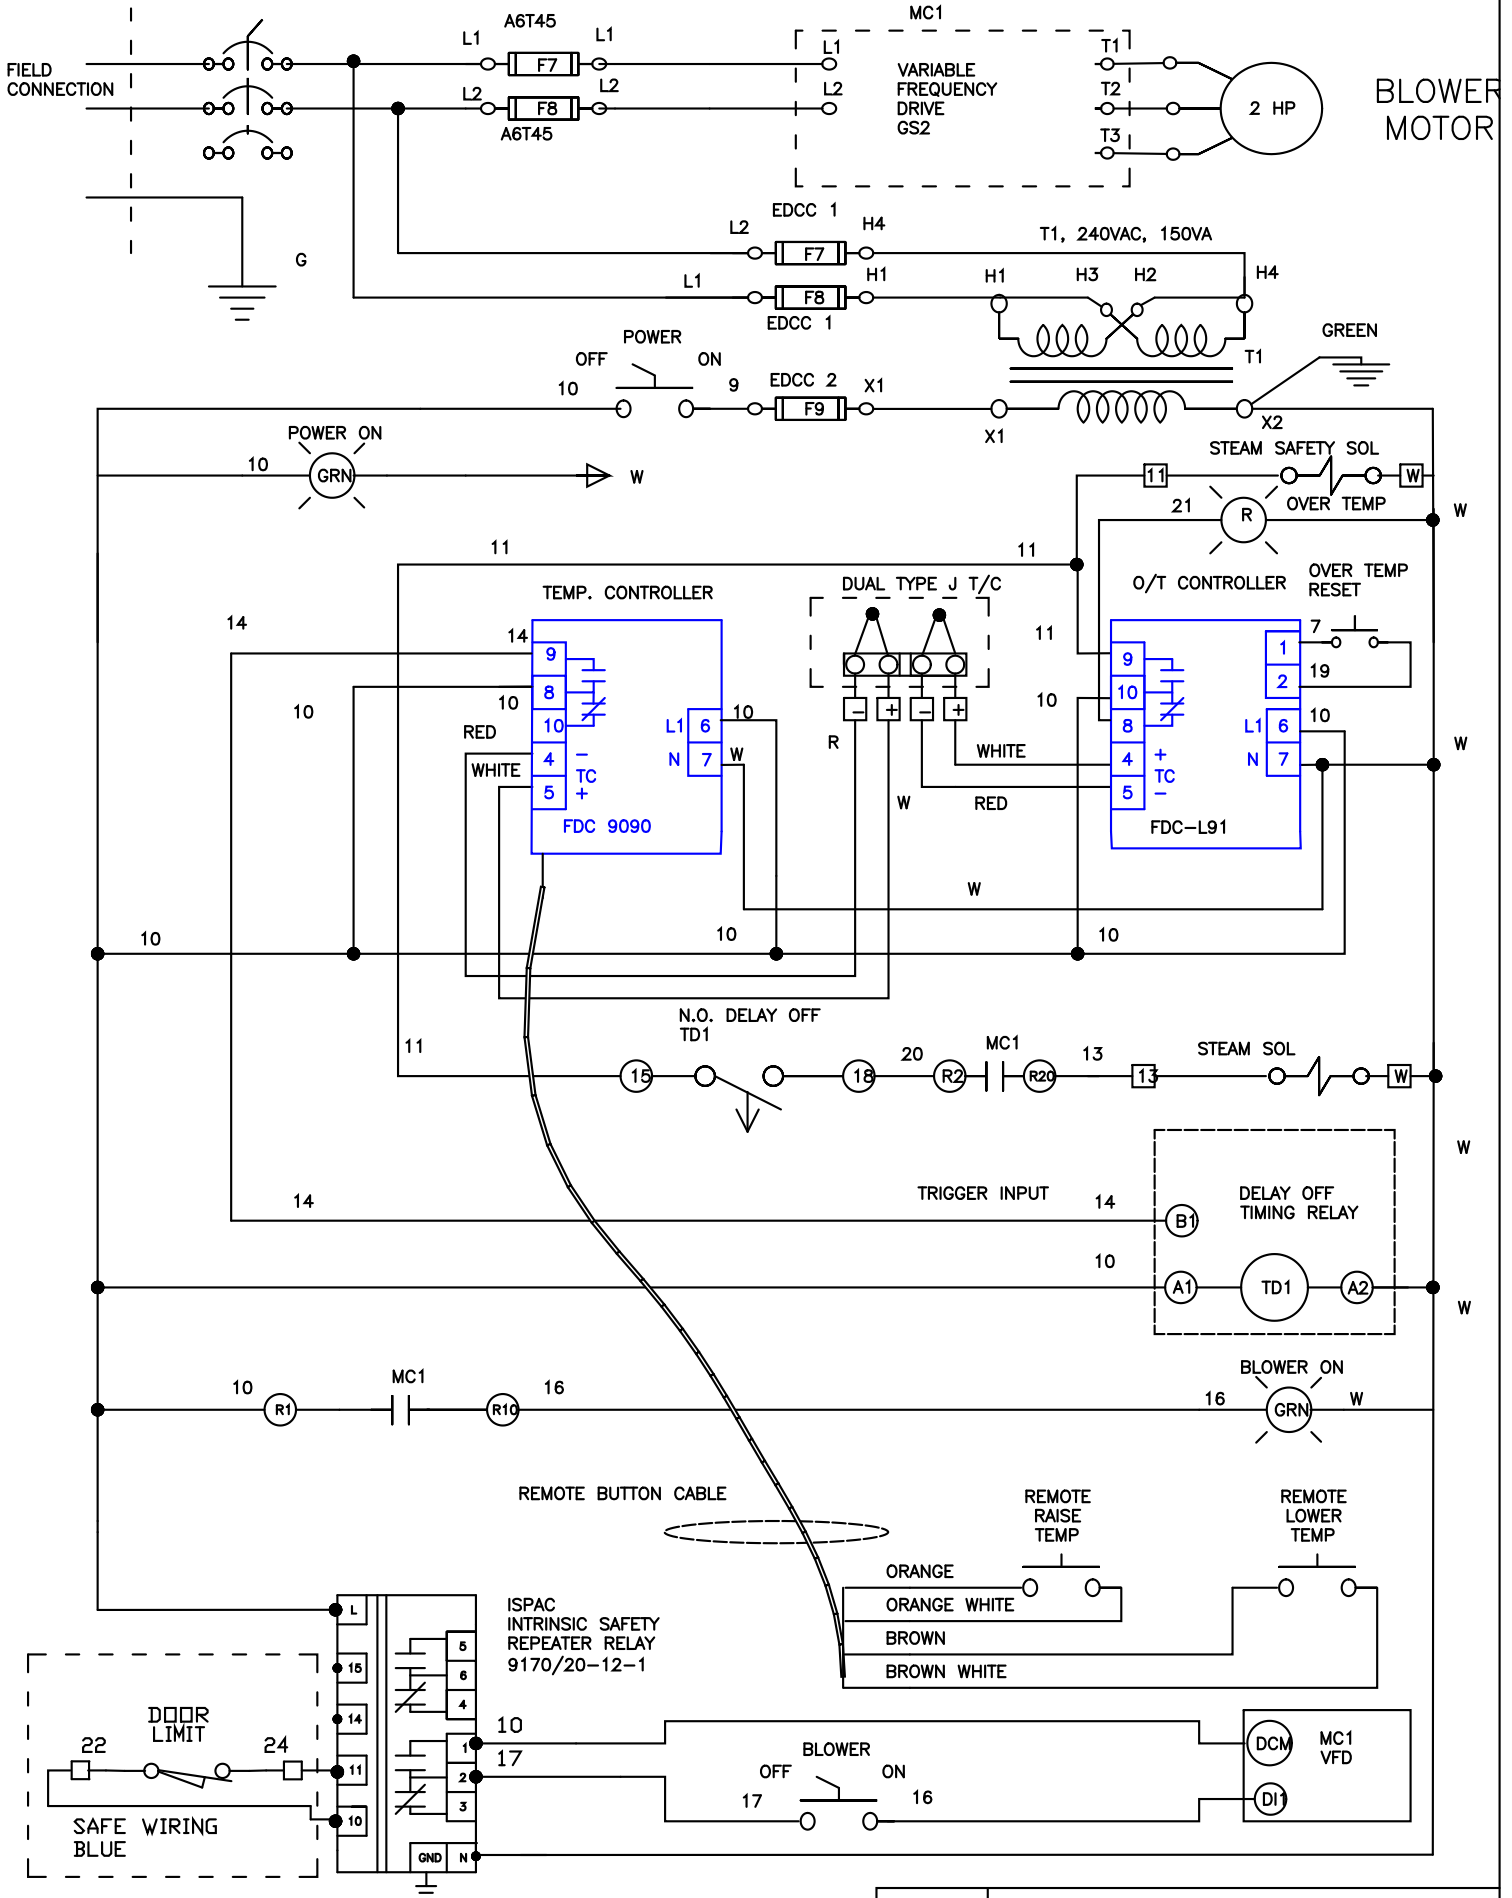 A6T45
MC1
L1
L1
L1
T1
FIELD
CONNECTION
F7
VARIABLE
FREQUENCY
DRIVE
GS2
BLOWER
MOTOR
L2
L2
L2
T2
F8
2 HP
A6T45
T3
EDCC 1
L2
H4
T1, 240VAC, 150VA
F7
G
L1
H1
H1
H3
H2
H4
F8
EDCC 1
POWER
GREEN
OFF
ON
T1
10
9
EDCC 2
X1
F9
X1
X2
POWER ON
STEAM SAFETY SOL
10
GRN
W
11
W
21
R
OVER TEMP
W
11
11
TEMP. CONTROLLER
DUAL TYPE J T/C
O/T CONTROLLER
OVER TEMP
RESET
14
14
11
7
9
9
1
8
10
10
19
2
10
10
10
10
L1
6
10
8
L1
6
10
RED
− + − +
R
WHITE
W
4 −
N
7
W
4 +
N
7
WHITE
TC
TC
5 +
W
RED
5 −
FDC 9090
FDC−L91
W
10
10
10
N.O. DELAY OFF
TD1
11
20
MC1
13
STEAM SOL
15
18
R2
R20
13
W
W
14
TRIGGER INPUT
14
DELAY OFF
TIMING RELAY
B1
10
A1
TD1
A2
W
BLOWER ON
10
MC1
16
16
W
R1
R10
GRN
REMOTE BUTTON CABLE
REMOTE
RAISE
TEMP
REMOTE
LOWER
TEMP
ORANGE
ORANGE WHITE
BROWN
BROWN WHITE
ISPAC
INTRINSIC SAFETY
REPEATER RELAY
9170/20−12−1
L
5
15
6
4
14
DOOR
LIMIT
10
1
17
22
24
11
2
BLOWER
OFF
ON
DCM
MC1
VFD
17
16
DI1
3
10
SAFE WIRING
BLUE
GND
N